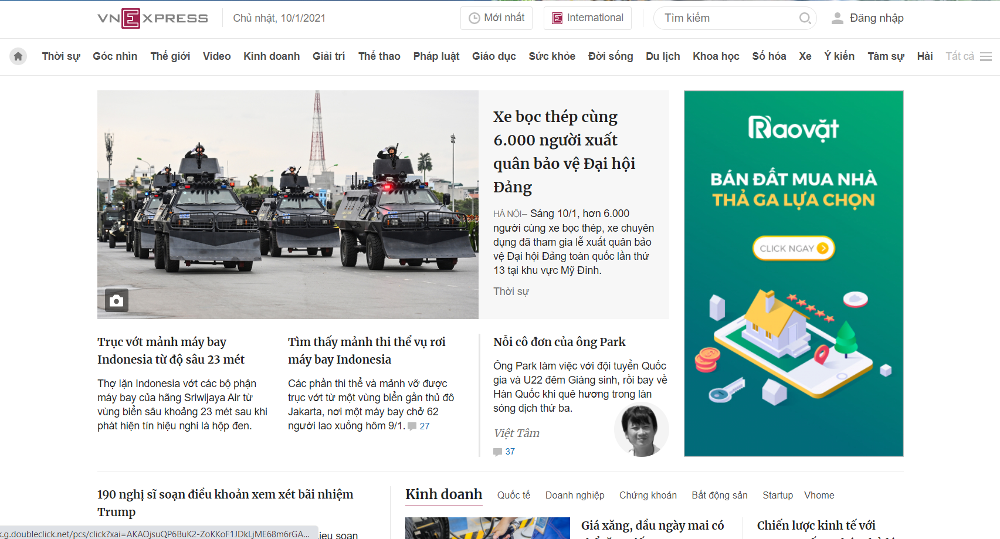 VNEXPRESS
Chủ nhật, 10/1/2021
Mới nhất
International
Tìm kiếm
Đăng nhập
Thời sự Góc nhìn Thế giới Video Kinh doanh Giải trí Thể thao Pháp luật Giáo dục Sức khỏe Đời sống Du lịch Khoa học Số hóa Xe Ý kiến Tâm sự Hài Tất cả
Xe bọc thép cùng
6.000 người xuất
quân bảo vệ Đại hội
Đảng
HÀ NỘI– Sáng 10/1, hơn 6.000
người cùng xe bọc thép, xe chuyên
dụng đã tham gia lễ xuất quân bảo
vệ Đại hội Đảng toàn quốc lần thứ
13 tại khu vực Mỹ Đình.
Thời sự
Raovặt
BÁN ĐẤT MUA NHÀ
THẢ GA LỰA CHỌN
CLICK NGAY
Trục vớt mảnh máy bay
Indonesia từ độ sâu 23 mét
Thợ lặn Indonesia vớt các bộ phận
máy bay của hãng Sriwijaya Air từ
vùng biển sâu khoảng 23 mét sau khi
phát hiện tín hiệu nghi là hộp đen.
Tìm thấy mảnh thi thể vụ rơi
máy bay Indonesia
Các phần thi thể và mảnh vỡ được
trục vớt từ một vùng biển gần thủ đô
Jakarta, nơi một máy bay chở 62
người lao xuống hôm 9/1. 27
Nỗi cô đơn của ông Park
Ông Park làm việc với đội tuyển Quốc
gia và U22 đêm Giáng sinh, rồi bay về
Hàn Quốc khi quê hương trong làn
sóng dịch thứ ba.
Việt Tâm
37
190 nghị sĩ soạn điều khoản xem xét bãi nhiệm
Trump
soạn
Kinh doanh Quốc tế Doanh nghiệp Chứng khoán Bất động sản Startup Vhome
Giá xăng, dầu ngày mai có
Chiến lược kinh tế với
k.g.doubleclick.net/pcs/click?xai=AKAOjsuQP6BuK2-ZoKKoF1JDkLjME68m6rGA...